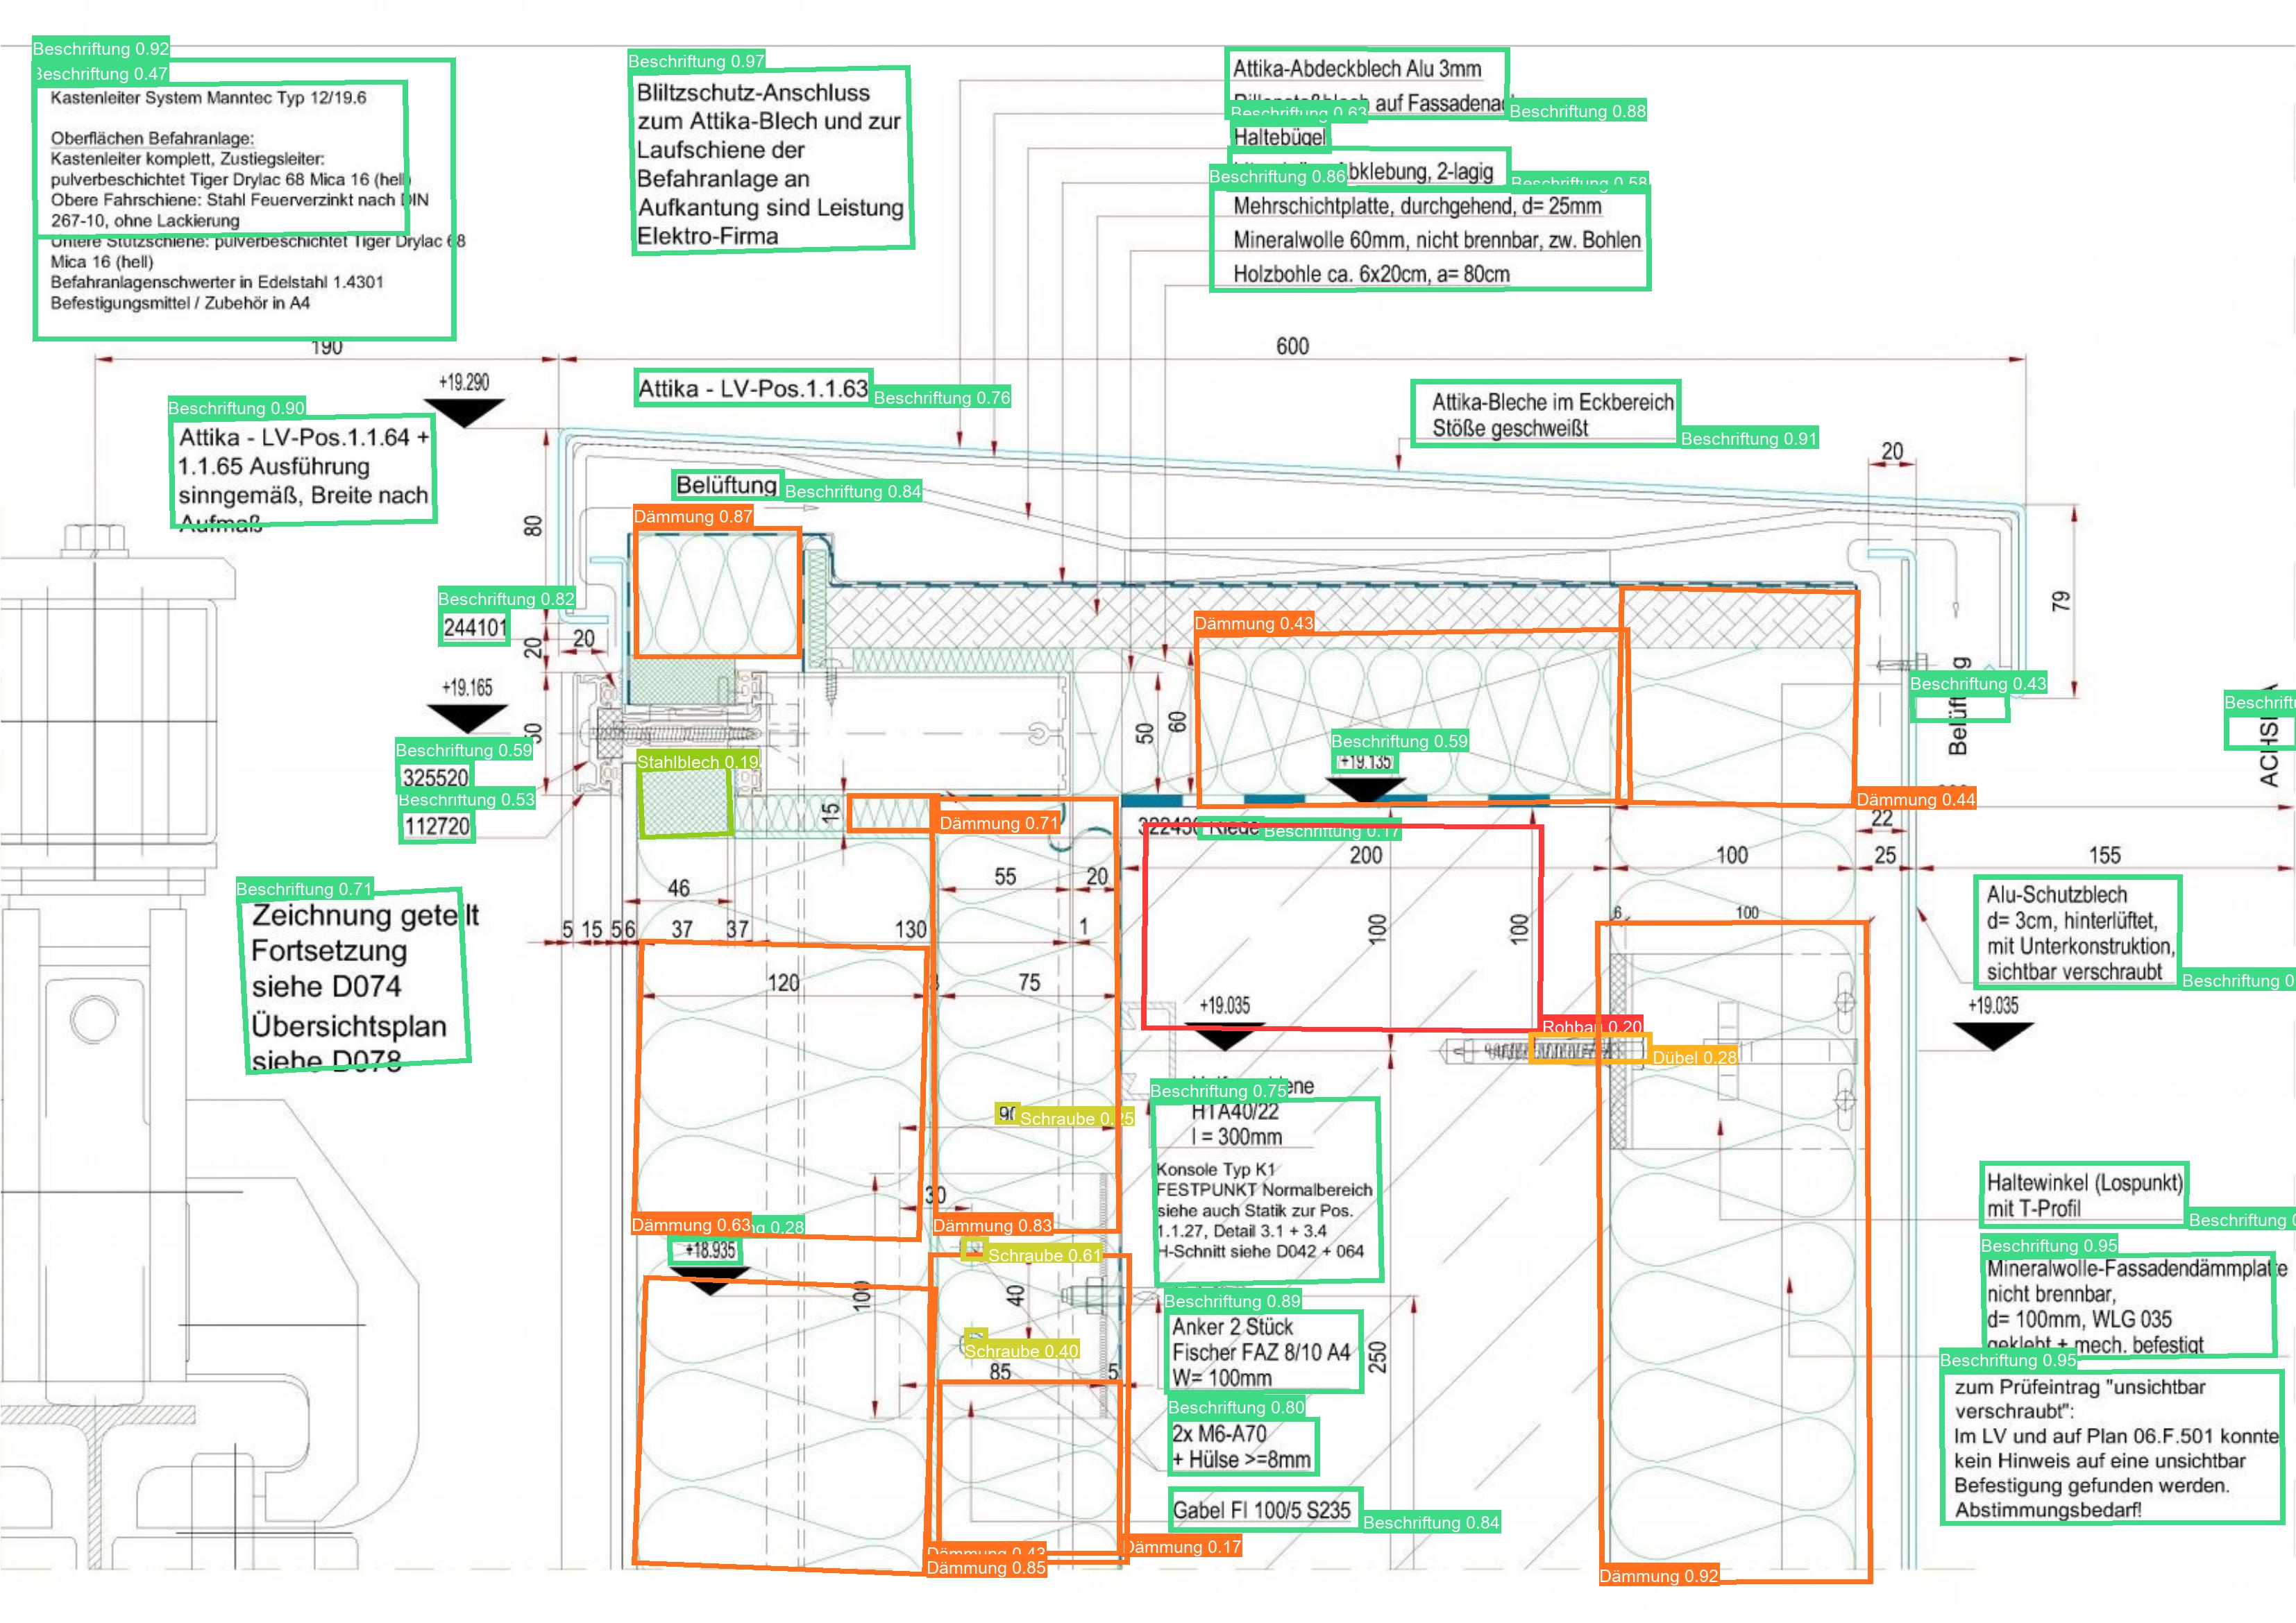 Beschriftung 0.92
Beschriftung 0.47
Kastenleiter System Manntec Typ 12/19.6
Oberflächen Befahranlage:
Kastenleiter komplett, Zustiegsleiter:
pulverbeschichtet Tiger Drylac 68 Mica 16 (hell)
Obere Fahrschiene: Stahl Feuerverzinkt nach DIN
267-10, ohne Lackierung
Untere Stützschiene: pulverbeschichtet Tiger Drylac 68
Mica 16 (hell)
Befahranlagenschwerter in Edelstahl 1.4301
Befestigungsmittel / Zubehör in A4
Beschriftung 0.97
Bliltzschutz-Anschluss
zum Attika-Blech und zur
Laufschiene der
Befahranlage an
Aufkantung sind Leistung
Elektro-Firma
Attika-Abdeckblech Alu 3mm
auf Fassadena
Beschriftung 0.88
Beschriftung 0.63
Haltebügel
Abklebung, 2-lagig
Beschriftung 0.86
Beschriftung 0.58
Mehrschichtplatte, durchgehend, d= 25mm
Mineralwolle 60mm, nicht brennbar, zw. Bohlen
Holzbohle ca. 6x20cm, a= 80cm
190
600
+19.290
Attika - LV-Pos.1.1.63
Beschriftung 0.76
Attika-Bleche im Eckbereich
Stöße geschweißt
Beschriftung 0.91
Beschriftung 0.90
Attika - LV-Pos.1.1.64 +
1.1.65 Ausführung
sinngemäß, Breite nach
Aufmaß
20
Belüftung
Beschriftung 0.84
Dämmung 0.87
80
79
Beschriftung 0.82
244101
20
20
Dämmung 0.43
+19.165
50
50
60
Beschriftung 0.43
Belüftung
Beschriftung 0.59
325520
Beschriftung 0.53
112720
Stahlblech 0.19
Beschriftung 0.59
+19.135
Dämmung 0.44
15
Dämmung 0.71
322430 Riegel
Beschriftung 0.17
22
200
100
25
155
55
20
46
5
15
5
6
37
37
130
1
100
100
6
100
120
75
Beschriftung 0.71
Zeichnung geteilt
Fortsetzung
siehe D074
Übersichtsplan
siehe D078
Alu-Schutzblech
d= 3cm, hinterlüftet,
mit Unterkonstruktion,
sichtbar verschraubt
+19.035
+19.035
Rohbau 0.20
Dübel 0.28
90
Schraube 0.25
Beschriftung 0.75
HTA40/22
l = 300mm
Konsole Typ K1
FESTPUNKT Normalbereich
siehe auch Statik zur Pos.
1.1.27, Detail 3.1 + 3.4
H-Schnitt siehe D042 + 064
30
Dämmung 0.63
Dämmung 0.83
+18.935
Schraube 0.61
100
40
Schraube 0.40
85
5
Beschriftung 0.89
Anker 2 Stück
Fischer FAZ 8/10 A4
W= 100mm
250
Beschriftung 0.80
2x M6-A70
+ Hülse >=8mm
Gabel Fl 100/5 S235
Beschriftung 0.84
Dämmung 0.43
Dämmung 0.17
Dämmung 0.85
Dämmung 0.92
Haltewinkel (Lospunkt)
mit T-Profil
Beschriftung 0.95
Mineralwolle-Fassadendämmplatte
nicht brennbar,
d= 100mm, WLG 035
geklebt + mech. befestigt
Beschriftung 0.95
zum Prüfeintrag "unsichtbar
verschraubt":
Im LV und auf Plan 06.F.501 konnte
kein Hinweis auf eine unsichtbar
Befestigung gefunden werden.
Abstimmungsbedarf!